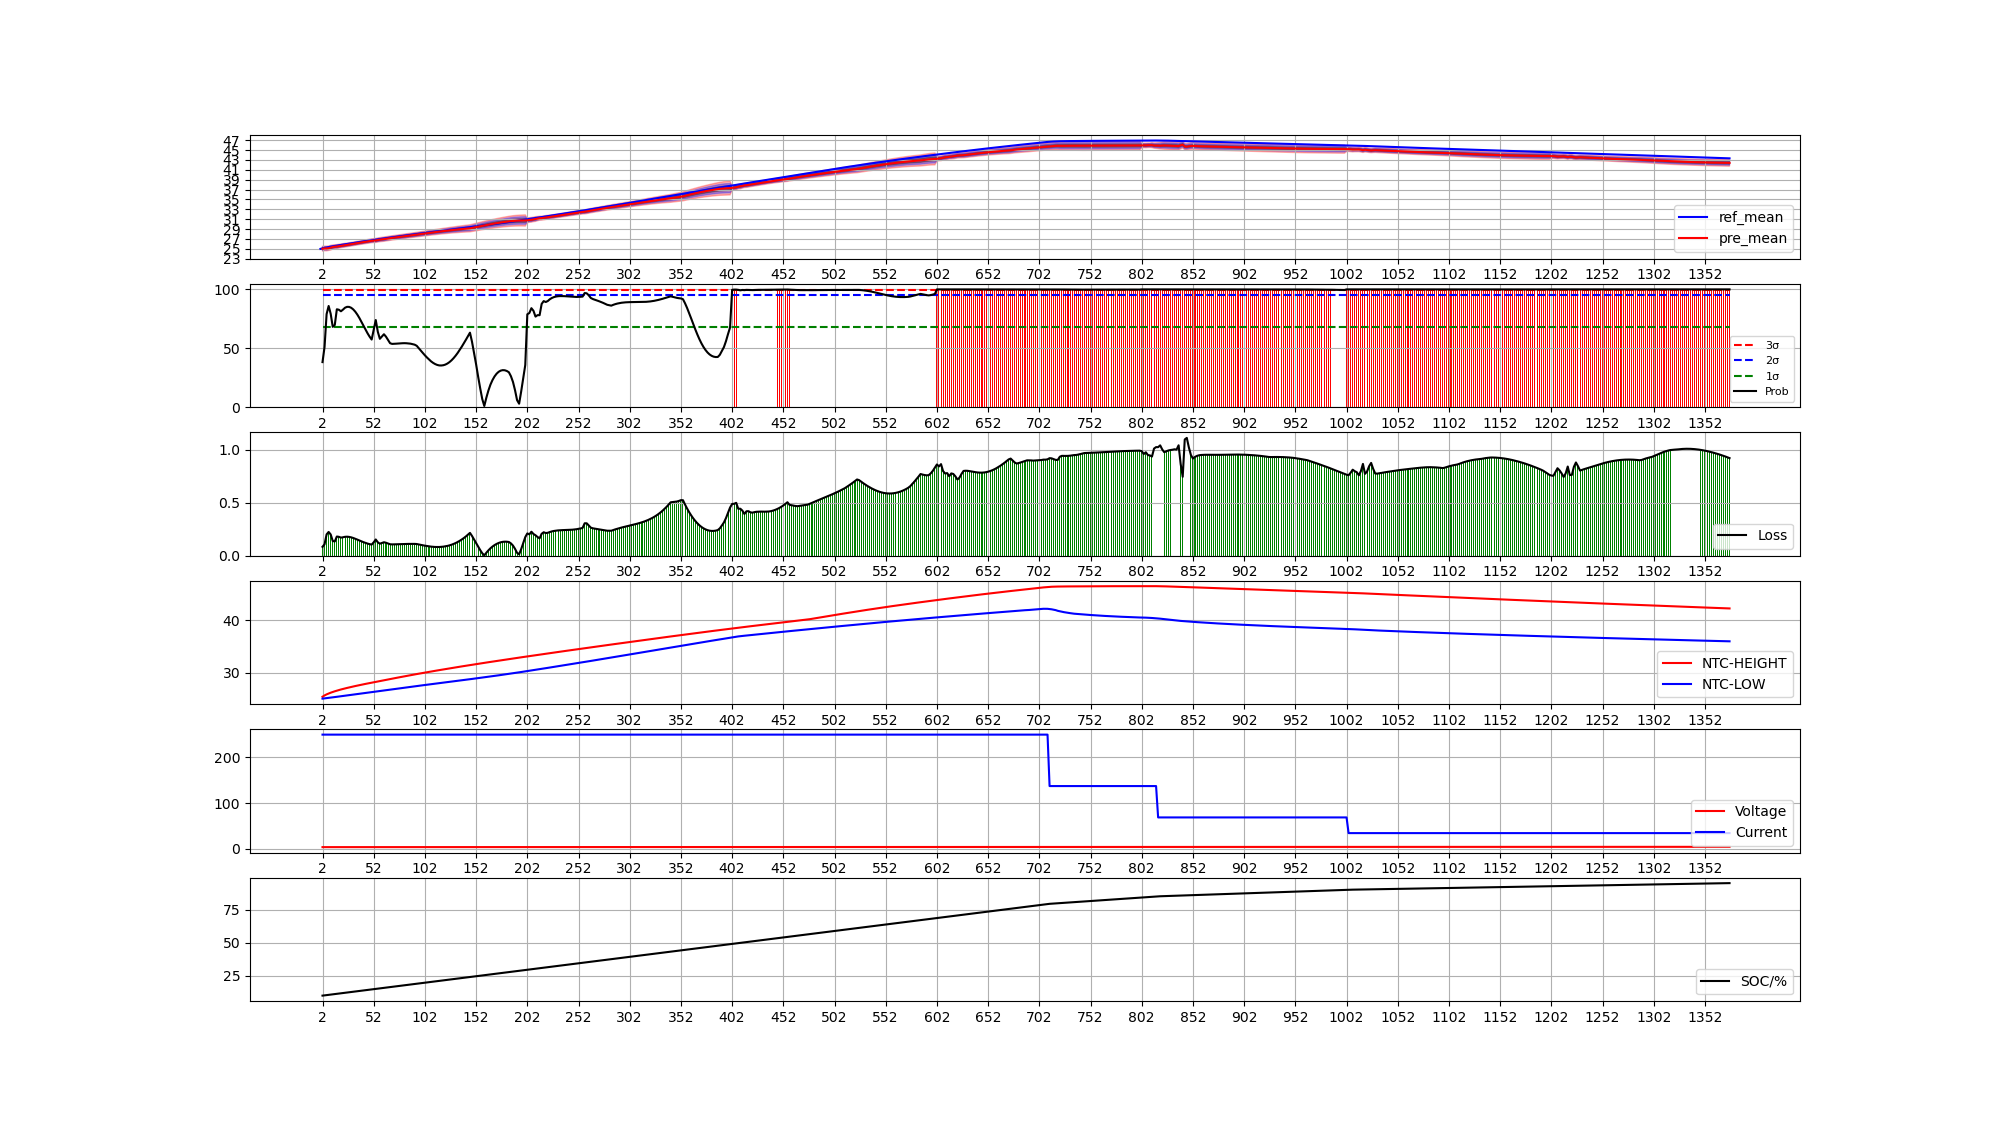 47
45
43
41
39
37
35
33
31
29
27
25
23
ref_mean
pre_mean
2 52 102 152 202 252 302 352 402 452 502 552 602 652 702 752 802 852 902 952 1002 1052 1102 1152 1202 1252 1302 1352
100
50
0
3σ
2σ
1σ
Prob
2 52 102 152 202 252 302 352 402 452 502 552 602 652 702 752 802 852 902 952 1002 1052 1102 1152 1202 1252 1302 1352
1.0
0.5
0.0
Loss
2 52 102 152 202 252 302 352 402 452 502 552 602 652 702 752 802 852 902 952 1002 1052 1102 1152 1202 1252 1302 1352
40
30
NTC-HEIGHT
NTC-LOW
2 52 102 152 202 252 302 352 402 452 502 552 602 652 702 752 802 852 902 952 1002 1052 1102 1152 1202 1252 1302 1352
200
100
0
Voltage
Current
2 52 102 152 202 252 302 352 402 452 502 552 602 652 702 752 802 852 902 952 1002 1052 1102 1152 1202 1252 1302 1352
75
50
25
SOC/%
2 52 102 152 202 252 302 352 402 452 502 552 602 652 702 752 802 852 902 952 1002 1052 1102 1152 1202 1252 1302 1352